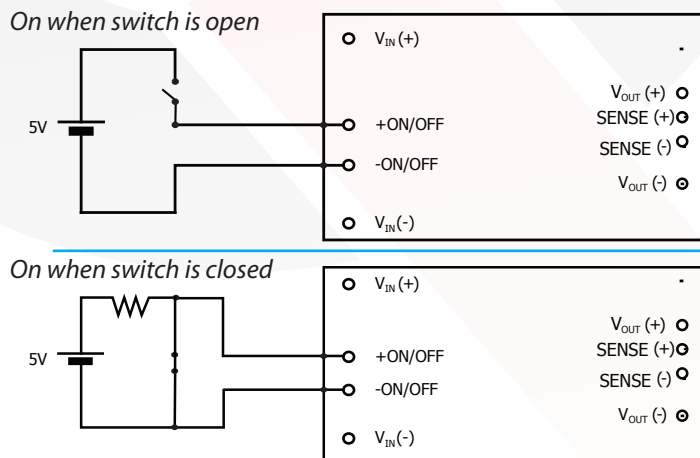 On when switch is open
V_IN (+)
V_OUT (+)
5V
+ON/OFF
SENSE (+)
SENSE (-)
-ON/OFF
V_OUT (-)
V_IN(-)
On when switch is closed
V_IN (+)
V_OUT (+)
5V
+ON/OFF
SENSE (+)
SENSE (-)
-ON/OFF
V_OUT (-)
V_IN(-)